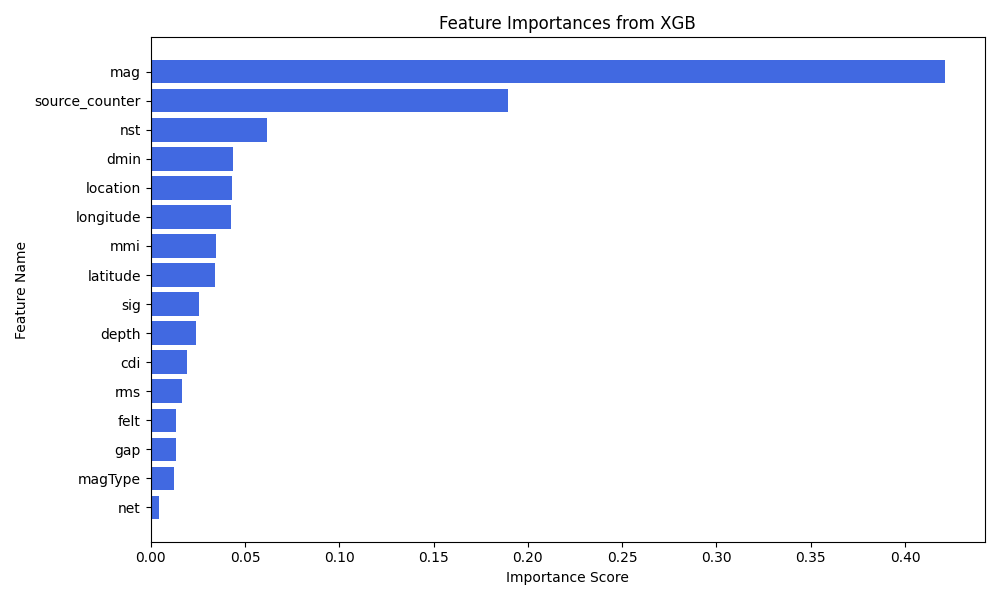 Feature Importances from XGB
Feature Name
mag
source_counter
nst
dmin
location
longitude
mmi
latitude
sig
depth
cdi
rms
felt
gap
magType
net
0.00 0.05 0.10 0.15 0.20 0.25 0.30 0.35 0.40
Importance Score